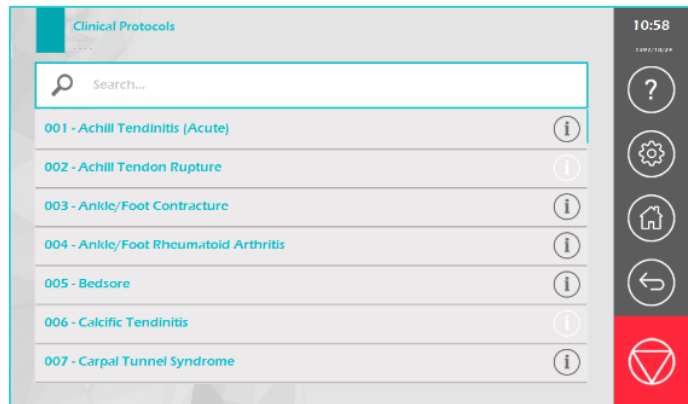 Clinical Protocols
10:58
Search...
001 - Achill Tendinitis (Acute)
002 - Achill Tendon Rupture
003 - Ankle/Foot Contracture
004 - Ankle/Foot Rheumatoid Arthritis
005 - Bedsore
006 - Calcific Tendinitis
007 - Carpal Tunnel Syndrome